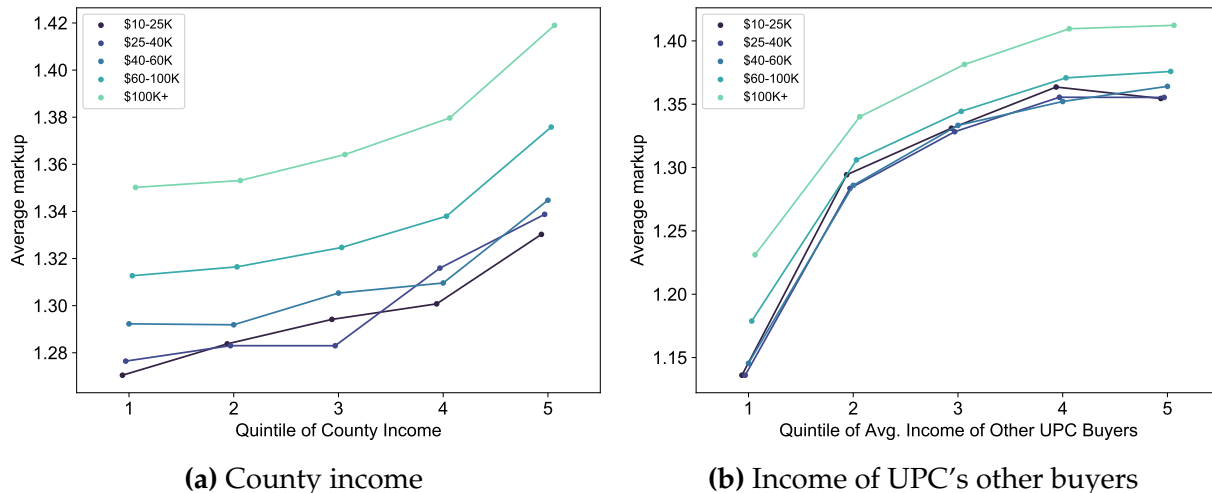 1.42
1.40
1.38
1.36
1.34
1.32
1.30
1.28
Average markup
$10-25K
$25-40K
$40-60K
$60-100K
$100K+
1 2 3 4 5
Quintile of County Income
(a) County income
1.40
1.35
1.30
1.25
1.20
1.15
Average markup
$10-25K
$25-40K
$40-60K
$60-100K
$100K+
1 2 3 4 5
Quintile of Avg. Income of Other UPC Buyers
(b) Income of UPC's other buyers